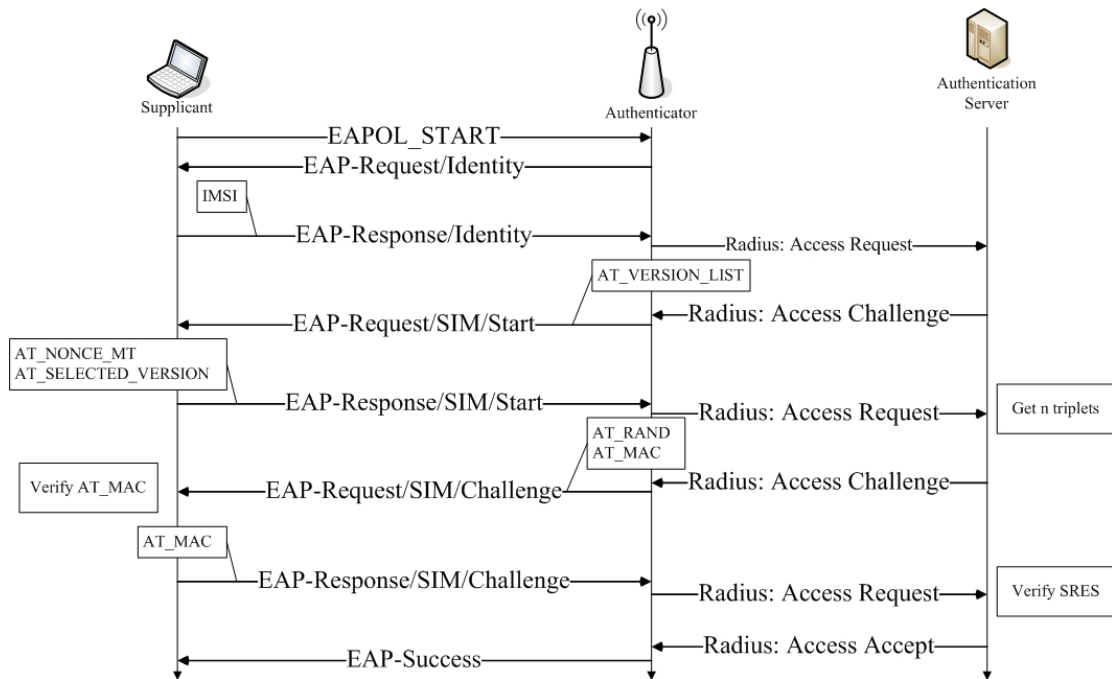 Supplicant
Authenticator
Authentication
Server
EAPOL_START
EAP-Request/Identity
IMSI
EAP-Response/Identity
Radius: Access Request
AT_VERSION_LIST
Radius: Access Challenge
EAP-Request/SIM/Start
AT_NONCE_MT
AT_SELECTED_VERSION
EAP-Response/SIM/Start
Radius: Access Request
Get n triplets
AT_RAND
AT_MAC
Radius: Access Challenge
Verify AT_MAC
EAP-Request/SIM/Challenge
AT_MAC
EAP-Response/SIM/Challenge
Radius: Access Request
Verify SRES
Radius: Access Accept
EAP-Success